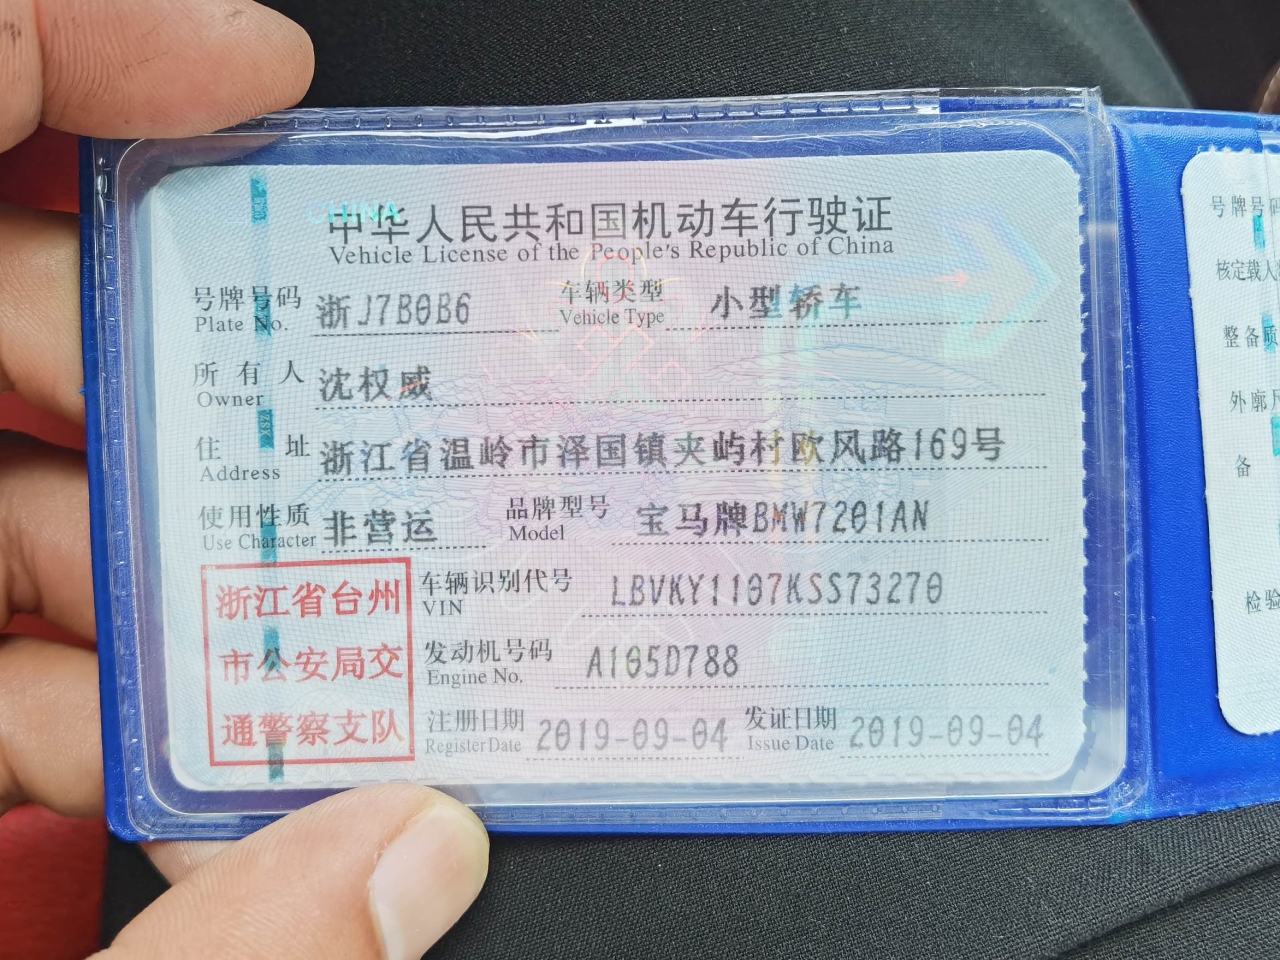 中华人民共和国机动车行驶证
Vehicle License of the People's Republic of China
号牌号码 浙J7B0B6 车辆类型 小型轿车
Plate No. Vehicle Type
所有人 沈权威
Owner
住址 浙江省温岭市泽国镇夹屿村欧风路169号
Address
使用性质 非营运 品牌型号 宝马牌BMW7201AN
Use Character Model
浙江省台州
市公安局交
通警察支队
车辆识别代号 LBVKY1107KSS73270
VIN
发动机号码 A105D788
Engine No.
注册日期 2019-09-04 发证日期 2019-09-04
Register Date Issue Date
号牌号码
核定载人
整备质
外廓尺
备
检验